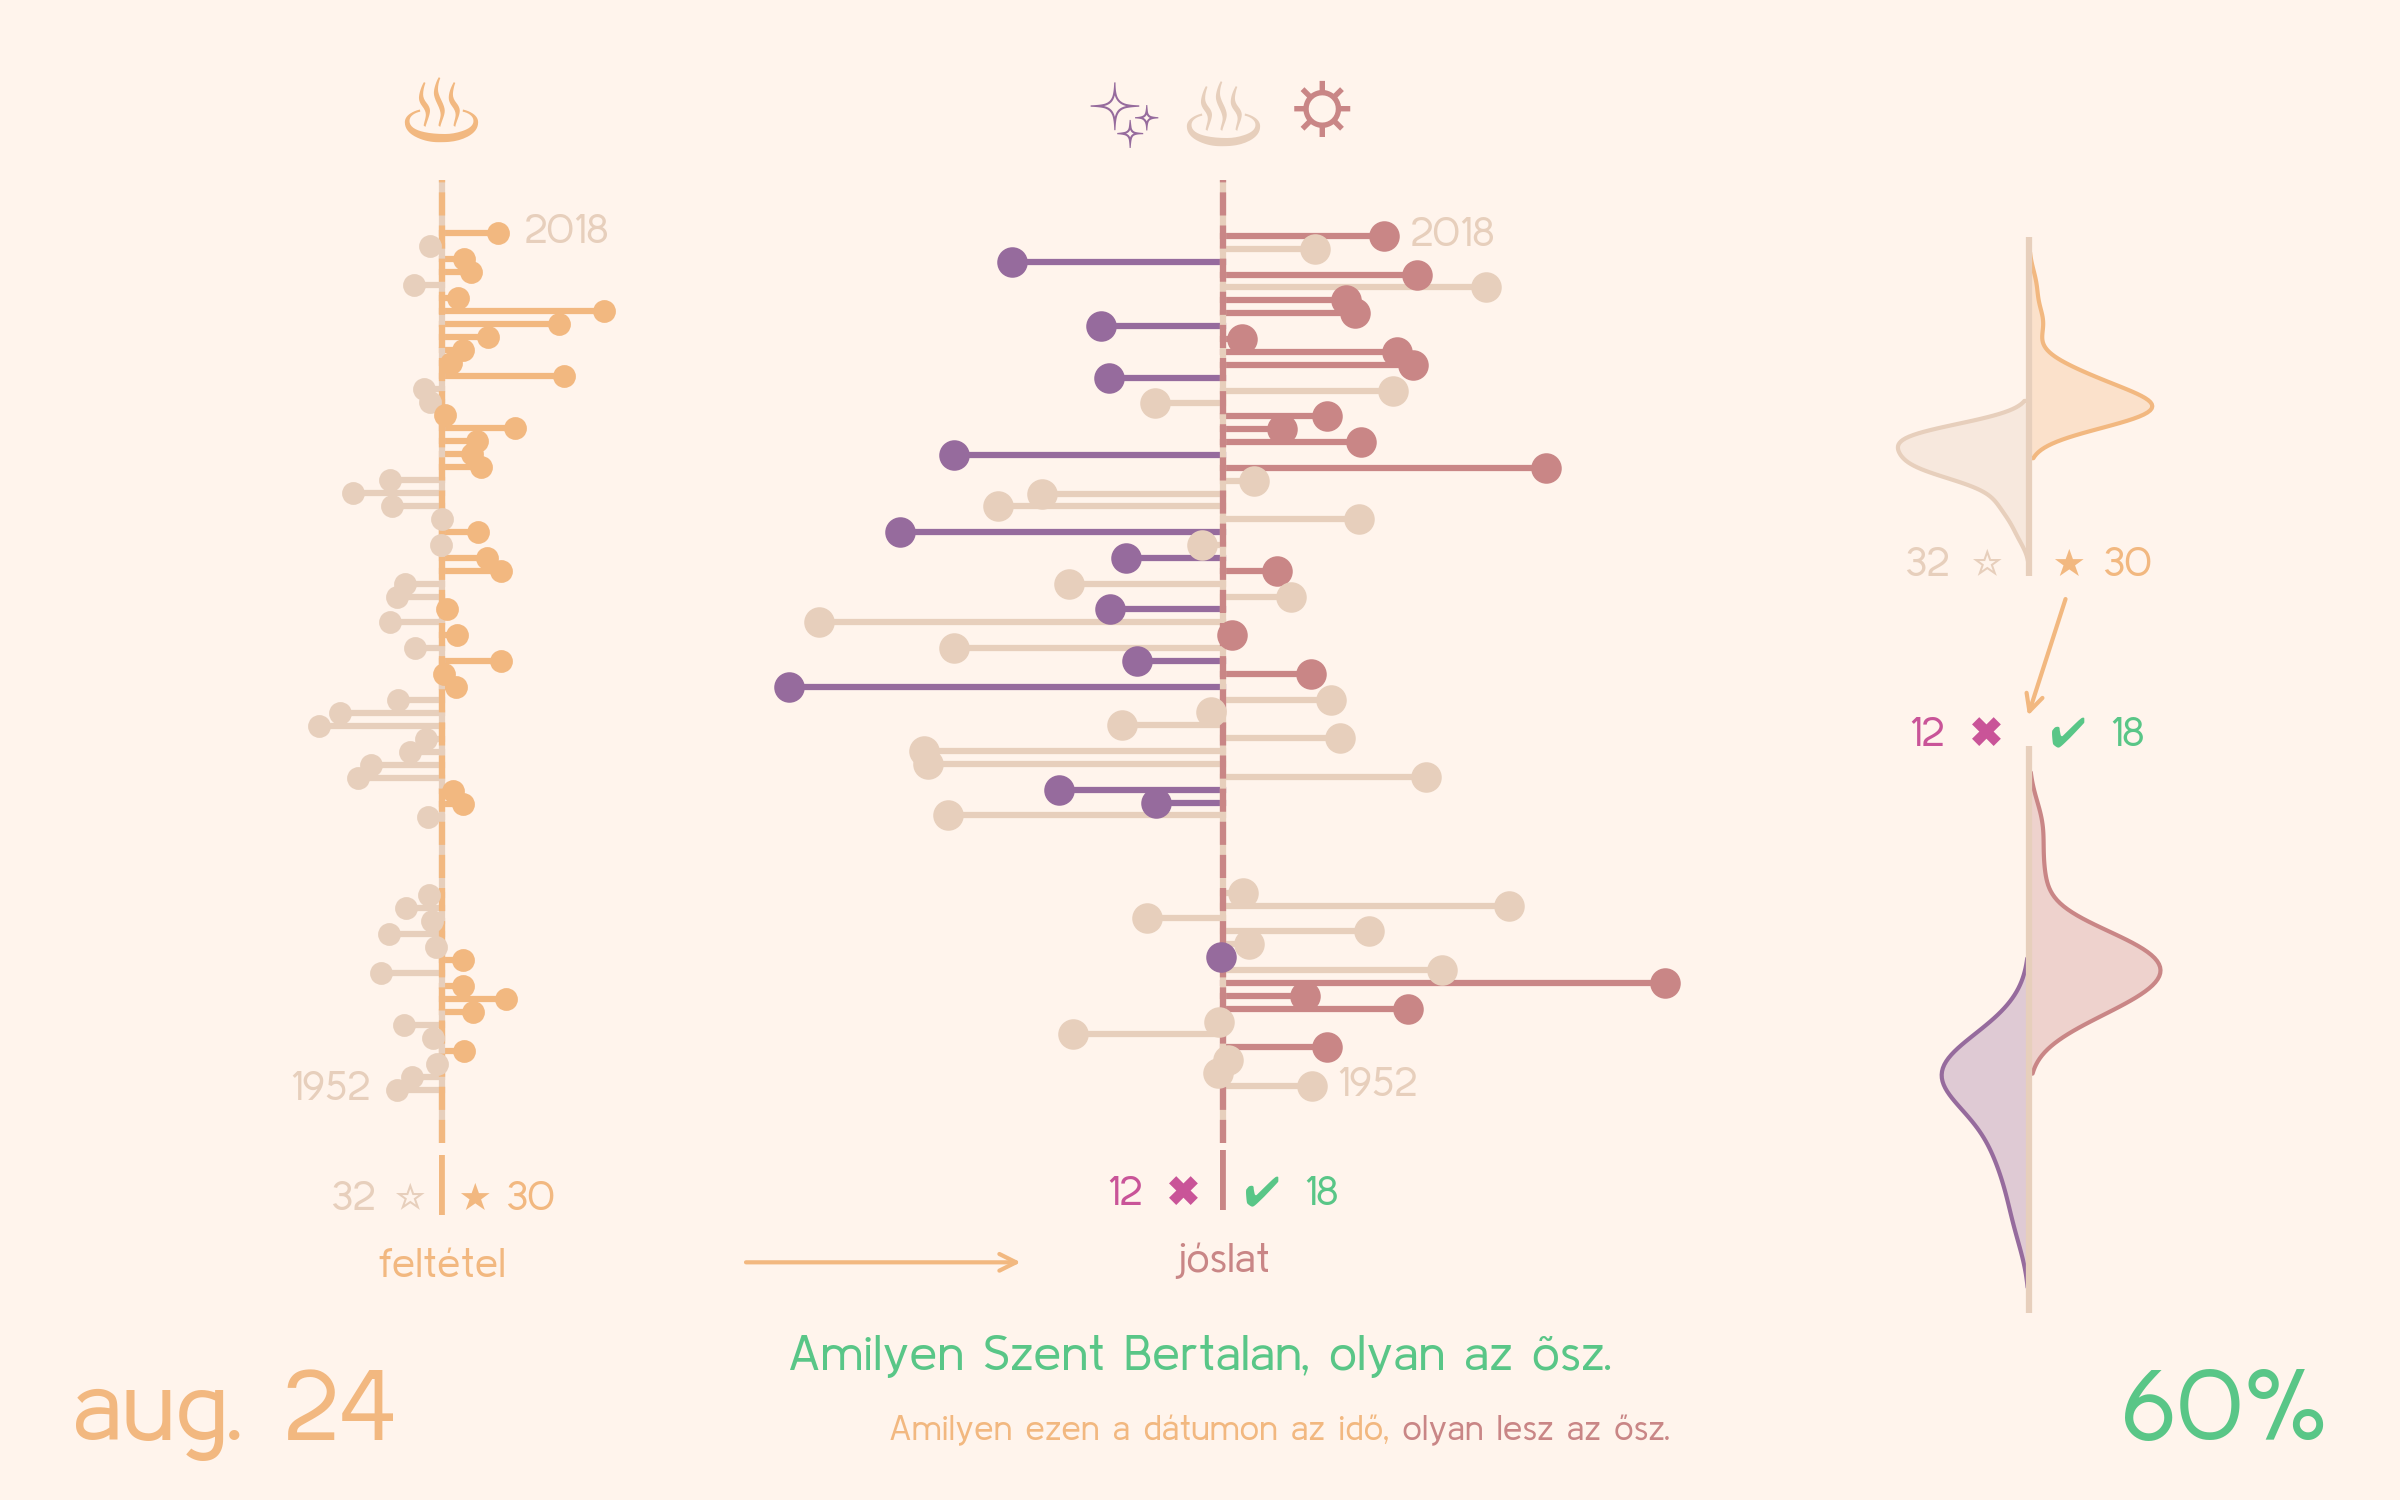 2018
2018
1952
1952
32 ☆ ★ 30
12 ✖ ✔ 18
feltétel
jóslat
32 ☆ ★ 30
12 ✖ ✔ 18
Amilyen Szent Bertalan, olyan az õsz.
Amilyen ezen a dátumon az idő, olyan lesz az ősz.
aug. 24
60%